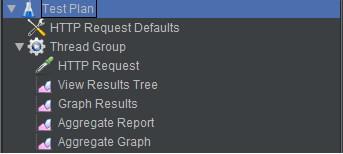 Test Plan
HTTP Request Defaults
Thread Group
HTTP Request
View Results Tree
Graph Results
Aggregate Report
Aggregate Graph